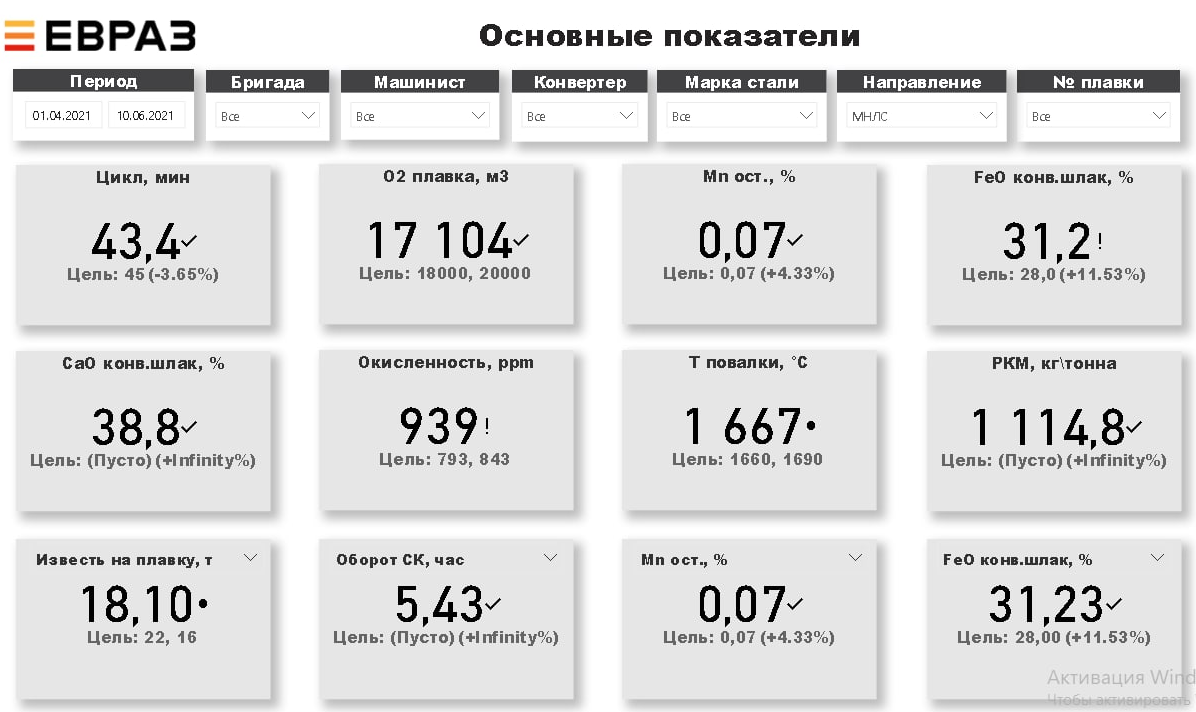 ЕВРАЗ
Основные показатели
Период
Бригада
Машинист
Конвертер
Марка стали
Направление
№ плавки
01.04.2021
10.06.2021
Все
Все
Все
Все
МНЛС
Все
Цикл, мин
43,4
Цель: 45 (-3.65%)
O2 плавка, м3
17 104
Цель: 18000, 20000
Mn ост., %
0,07
Цель: 0,07 (+4.33%)
FeO конв.шлак, %
31,2 !
Цель: 28,0 (+11.53%)
CaO конв.шлак, %
38,8
Цель: (Пусто) (+Infinity%)
Окисленность, ppm
939 !
Цель: 793, 843
Т повалки, °C
1 667
Цель: 1660, 1690
РКМ, кг\тонна
1 114,8
Цель: (Пусто) (+Infinity%)
Известь на плавку, т
18,10
Цель: 22, 16
Оборот СК, час
5,43
Цель: (Пусто) (+Infinity%)
Mn ост., %
0,07
Цель: 0,07 (+4.33%)
FeO конв.шлак, %
31,23
Цель: 28,00 (+11.53%)
Активация Wind
Чтобы активировать